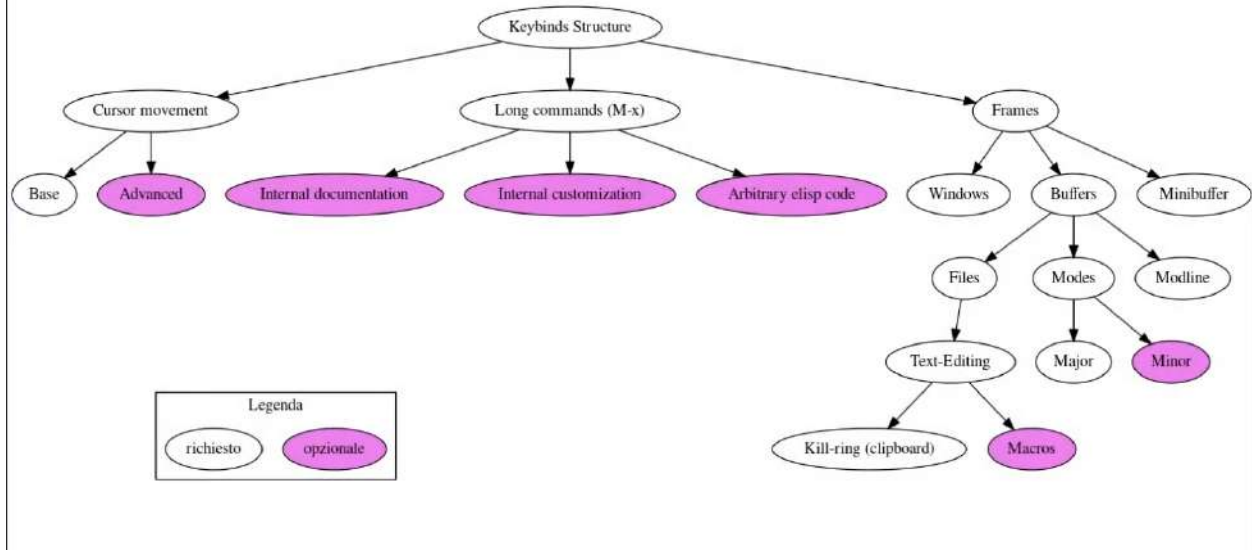 Keybinds Structure
Cursor movement
Long commands (M-x)
Frames
Base
Advanced
Internal documentation
Internal customization
Arbitrary elisp code
Windows
Buffers
Minibuffer
Files
Modes
Modline
Text-Editing
Major
Minor
Legenda
richiesto
opzionale
Kill-ring (clipboard)
Macros